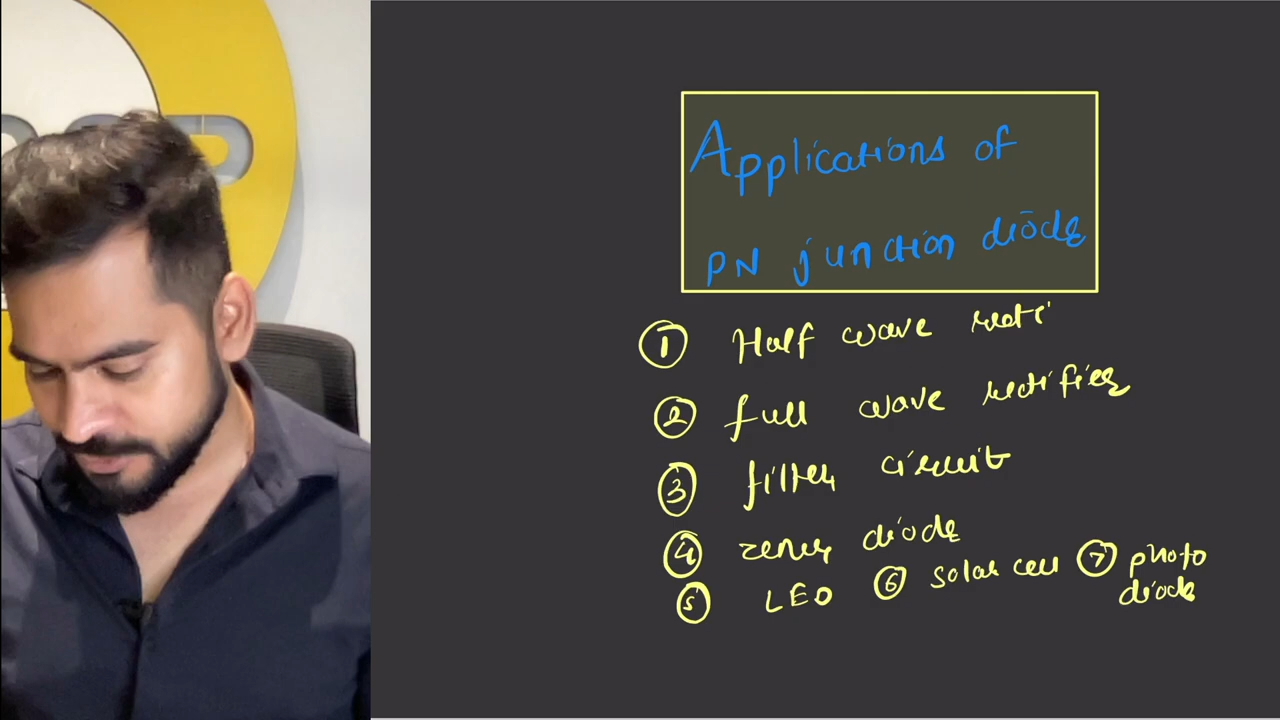 Applications of
PN junction diode
① Half wave recti
② full wave rectifier
③ filter circuit
④ zener diode
⑤ LED ⑥ solar cell ⑦ photo
diode